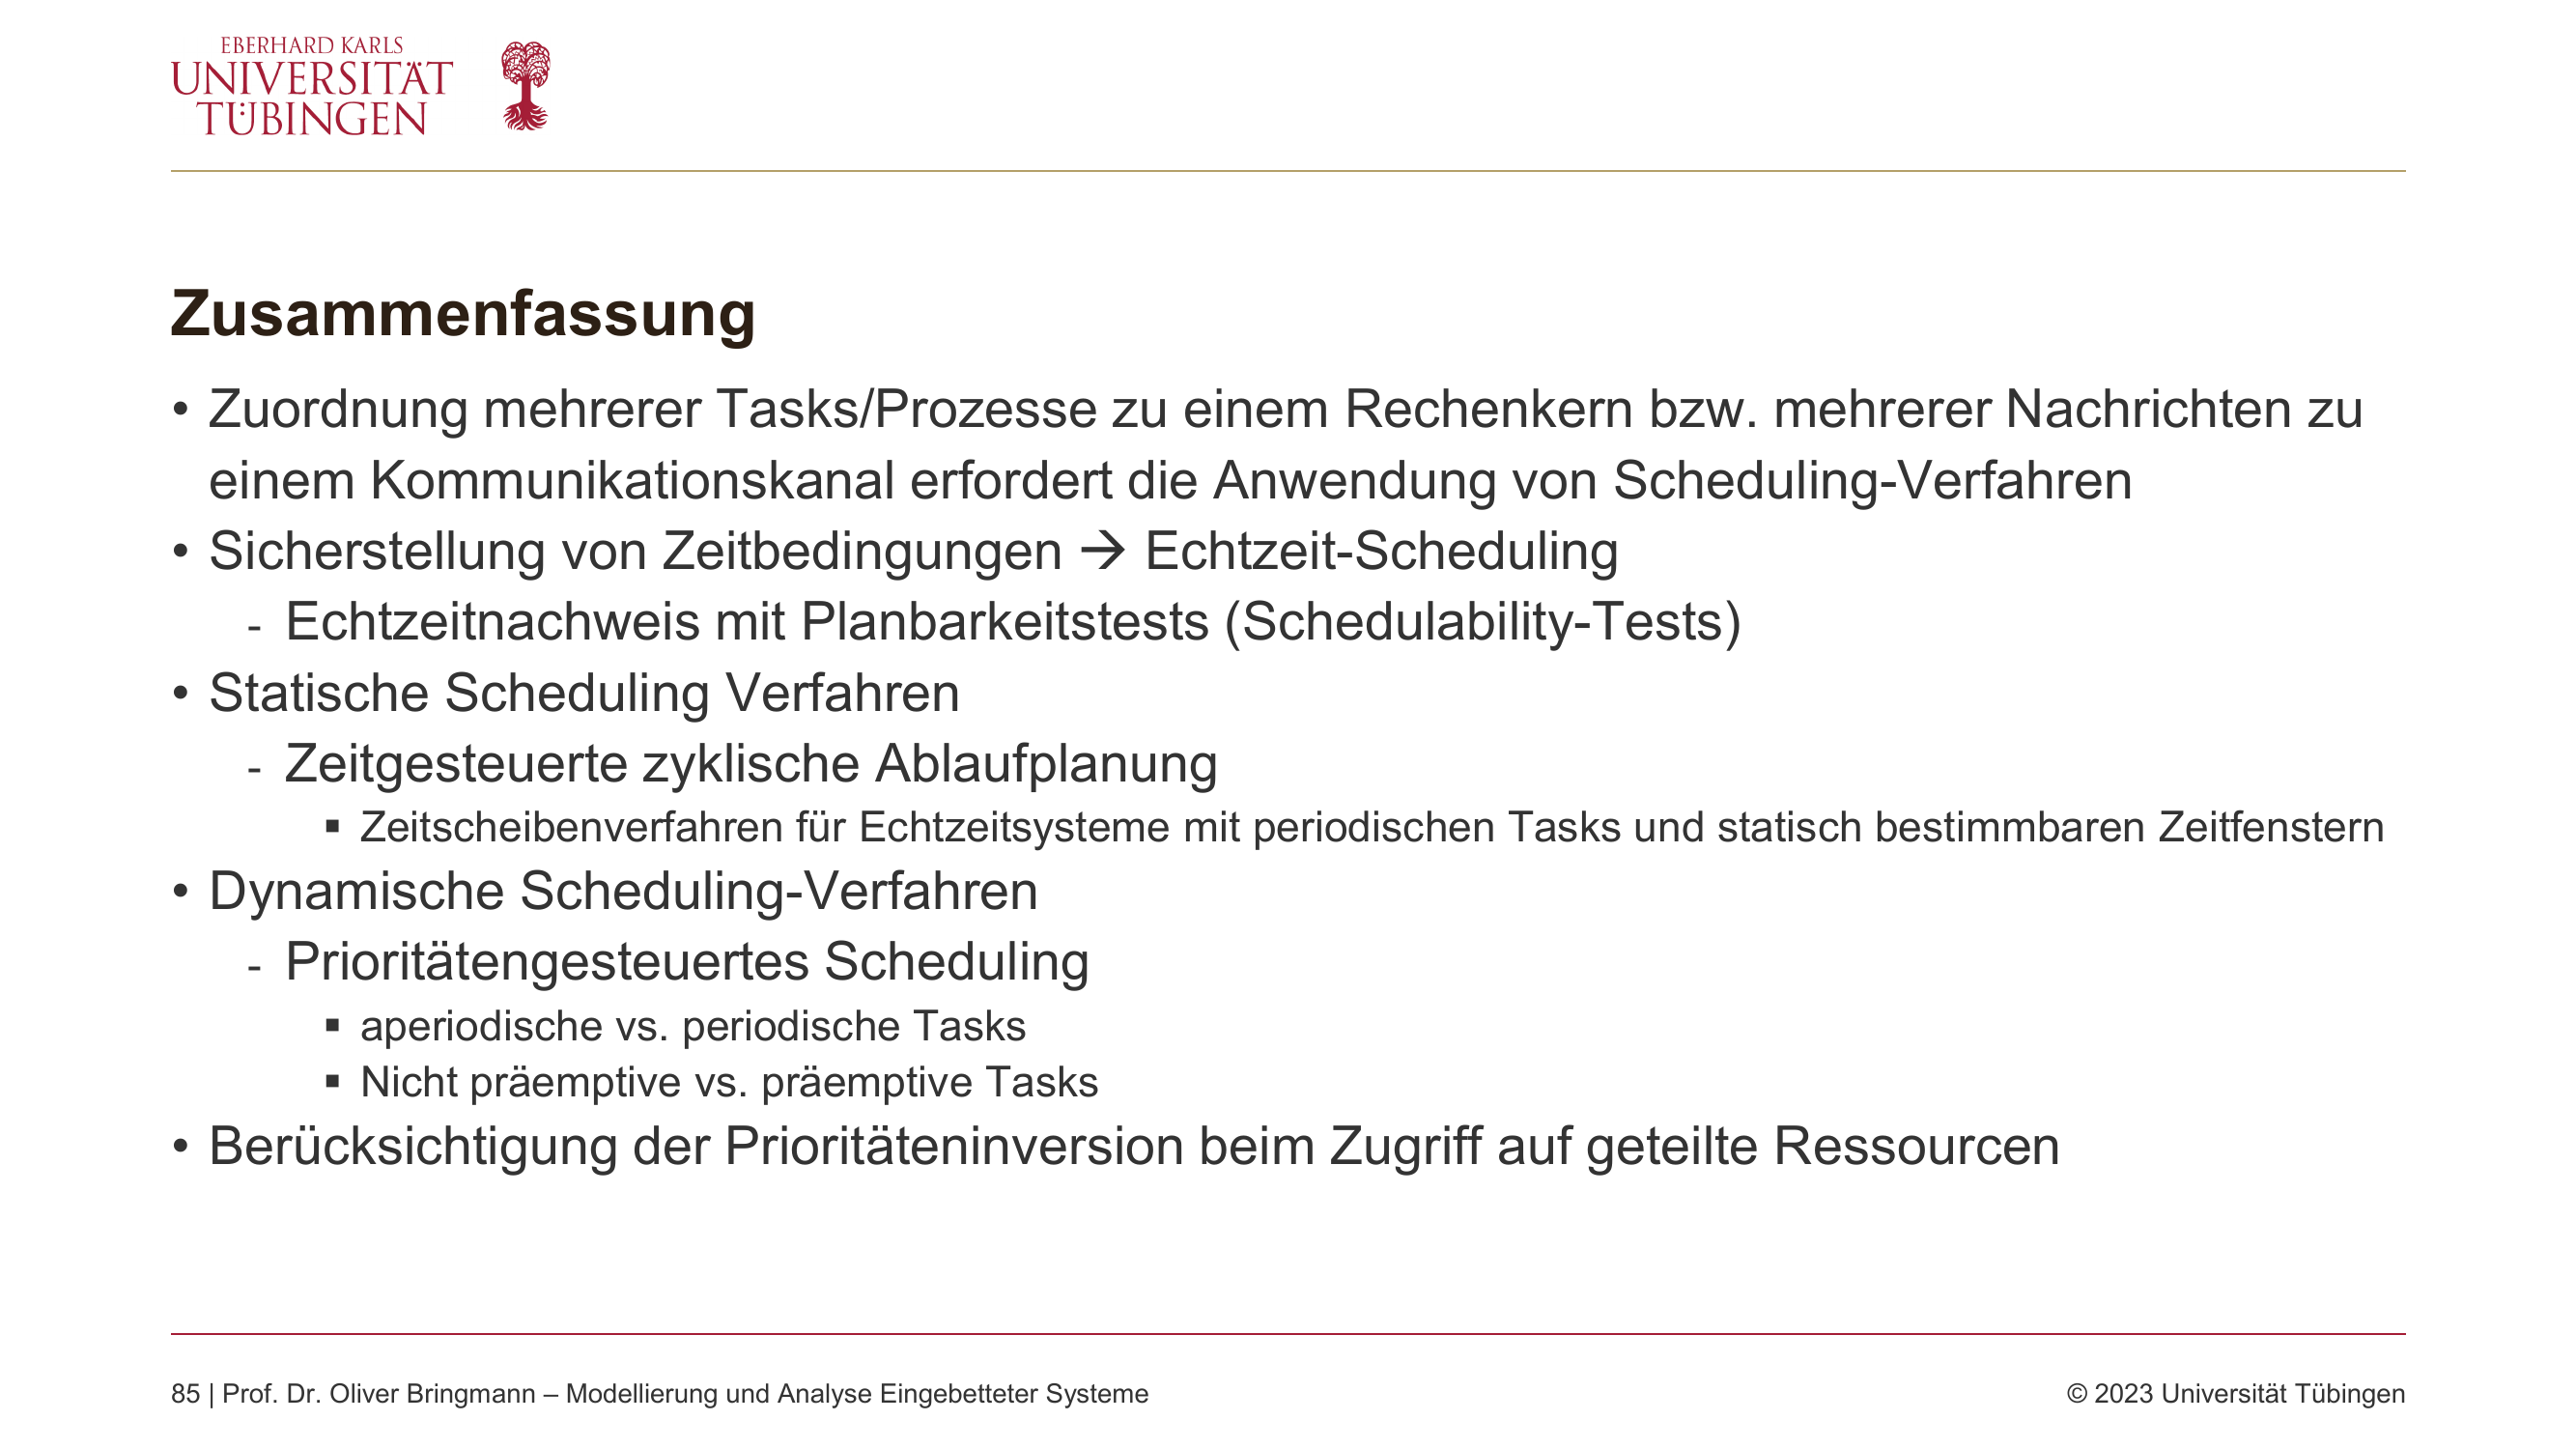 EBERHARD KARLS
UNIVERSITÄT
TÜBINGEN
Zusammenfassung
• Zuordnung mehrerer Tasks/Prozesse zu einem Rechenkern bzw. mehrerer Nachrichten zu
einem Kommunikationskanal erfordert die Anwendung von Scheduling-Verfahren
• Sicherstellung von Zeitbedingungen → Echtzeit-Scheduling
- Echtzeitnachweis mit Planbarkeitstests (Schedulability-Tests)
• Statische Scheduling Verfahren
- Zeitgesteuerte zyklische Ablaufplanung
▪ Zeitscheibenverfahren für Echtzeitsysteme mit periodischen Tasks und statisch bestimmbaren Zeitfenstern
• Dynamische Scheduling-Verfahren
- Prioritätengesteuertes Scheduling
▪ aperiodische vs. periodische Tasks
▪ Nicht präemptive vs. präemptive Tasks
• Berücksichtigung der Prioritäteninversion beim Zugriff auf geteilte Ressourcen
85 | Prof. Dr. Oliver Bringmann – Modellierung und Analyse Eingebetteter Systeme
© 2023 Universität Tübingen